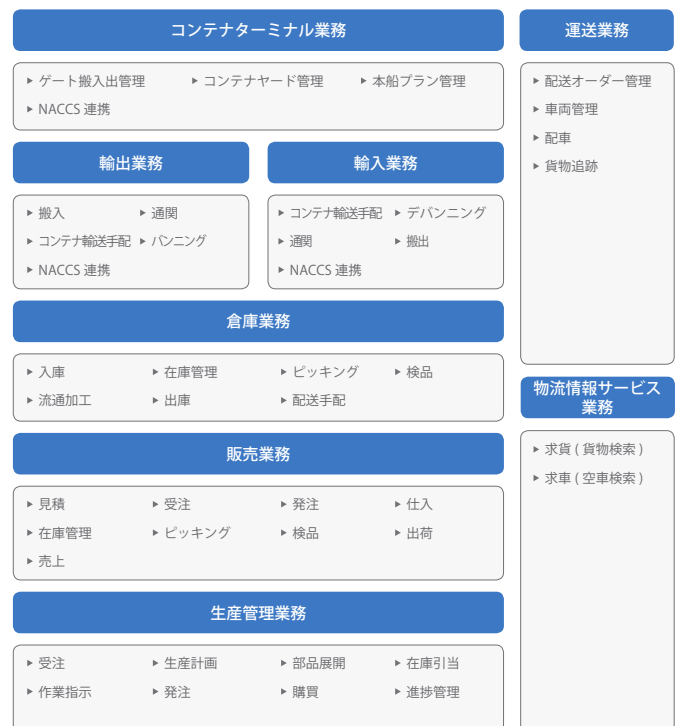 コンテナターミナル業務
▶ ゲート搬入出管理 ▶ コンテナヤード管理 ▶ 本船プラン管理
▶ NACCS 連携
輸出業務
▶ 搬入 ▶ 通関
▶ コンテナ輸送手配 ▶ バンニング
▶ NACCS 連携
輸入業務
▶ コンテナ輸送手配 ▶ デバンニング
▶ 通関 ▶ 搬出
▶ NACCS 連携
倉庫業務
▶ 入庫 ▶ 在庫管理 ▶ ピッキング ▶ 検品
▶ 流通加工 ▶ 出庫 ▶ 配送手配
販売業務
▶ 見積 ▶ 受注 ▶ 発注 ▶ 仕入
▶ 在庫管理 ▶ ピッキング ▶ 検品 ▶ 出荷
▶ 売上
生産管理業務
▶ 受注 ▶ 生産計画 ▶ 部品展開 ▶ 在庫引当
▶ 作業指示 ▶ 発注 ▶ 購買 ▶ 進捗管理
運送業務
▶ 配送オーダー管理
▶ 車両管理
▶ 配車
▶ 貨物追跡
物流情報サービス
業務
▶ 求貨 ( 貨物検索 )
▶ 求車 ( 空車検索 )